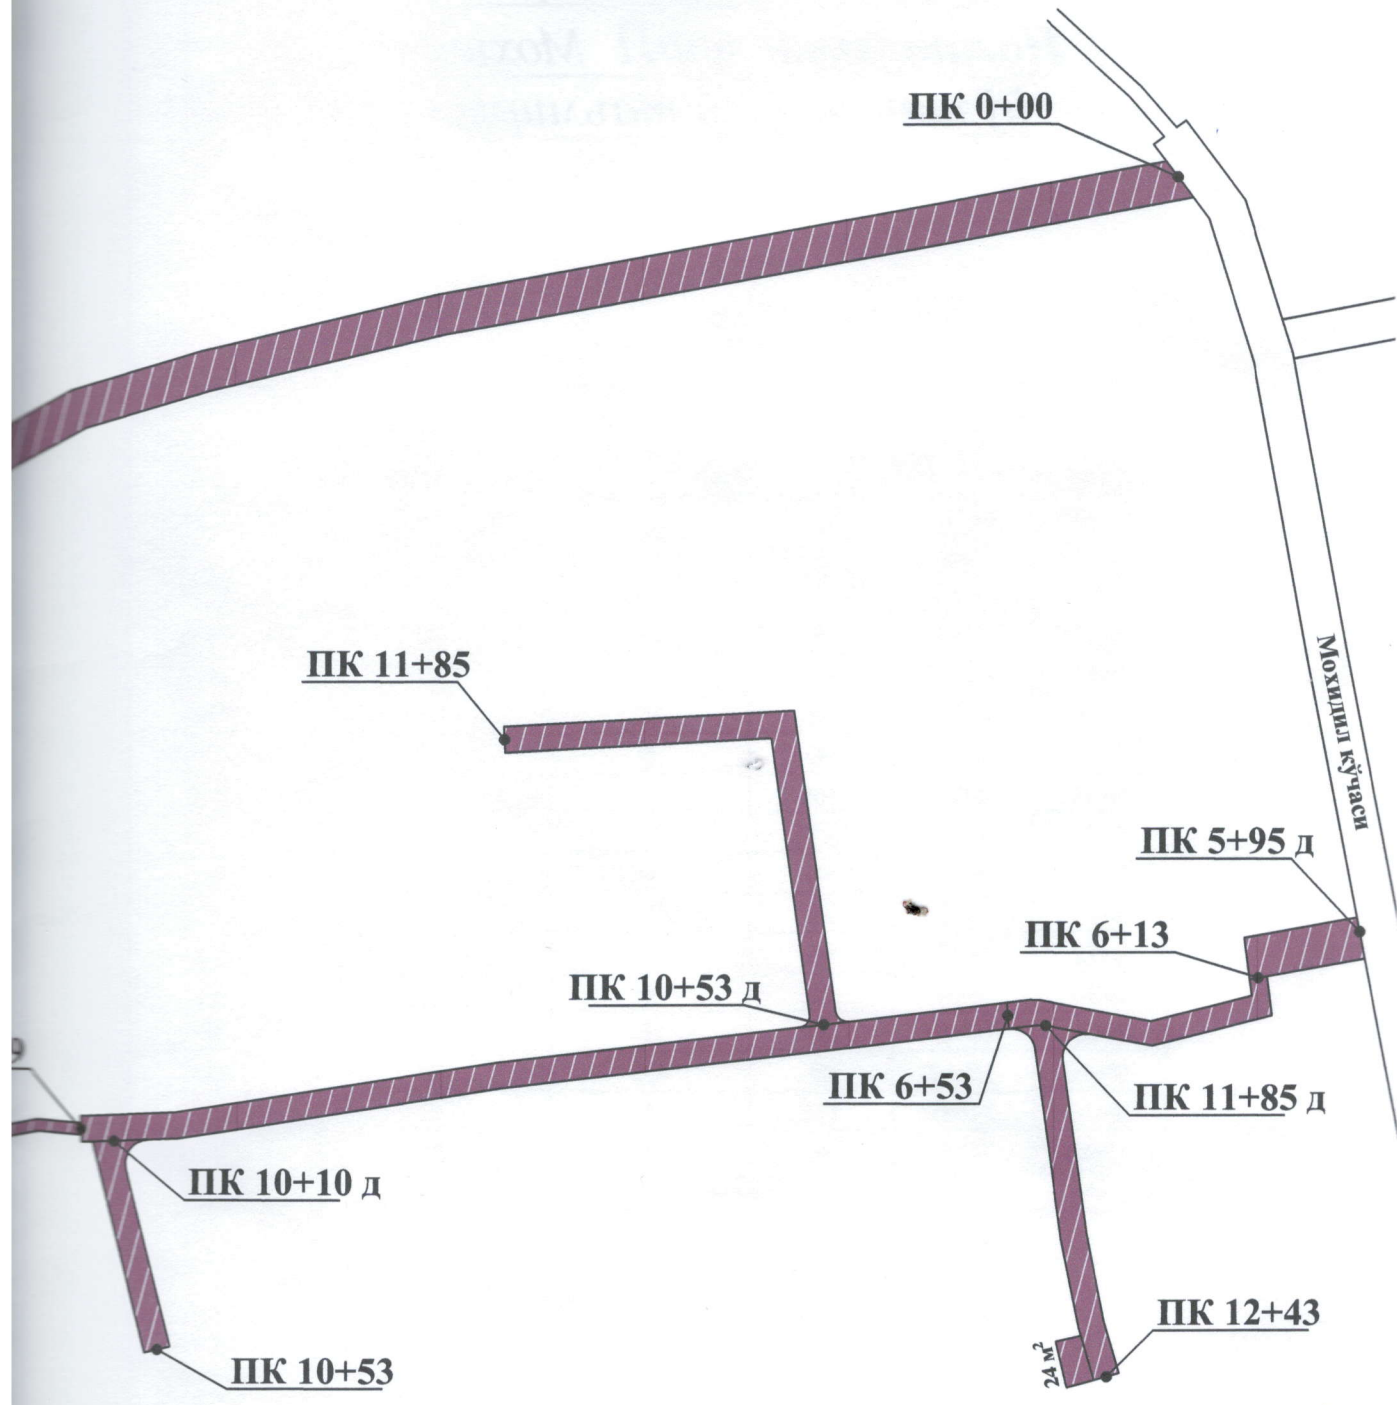 ПК 0+00
ПК 11+85
Мохидил кўчаси
ПК 5+95 д
ПК 6+13
ПК 10+53 д
9
ПК 6+53
ПК 11+85 д
ПК 10+10 д
ПК 12+43
24 м²
ПК 10+53